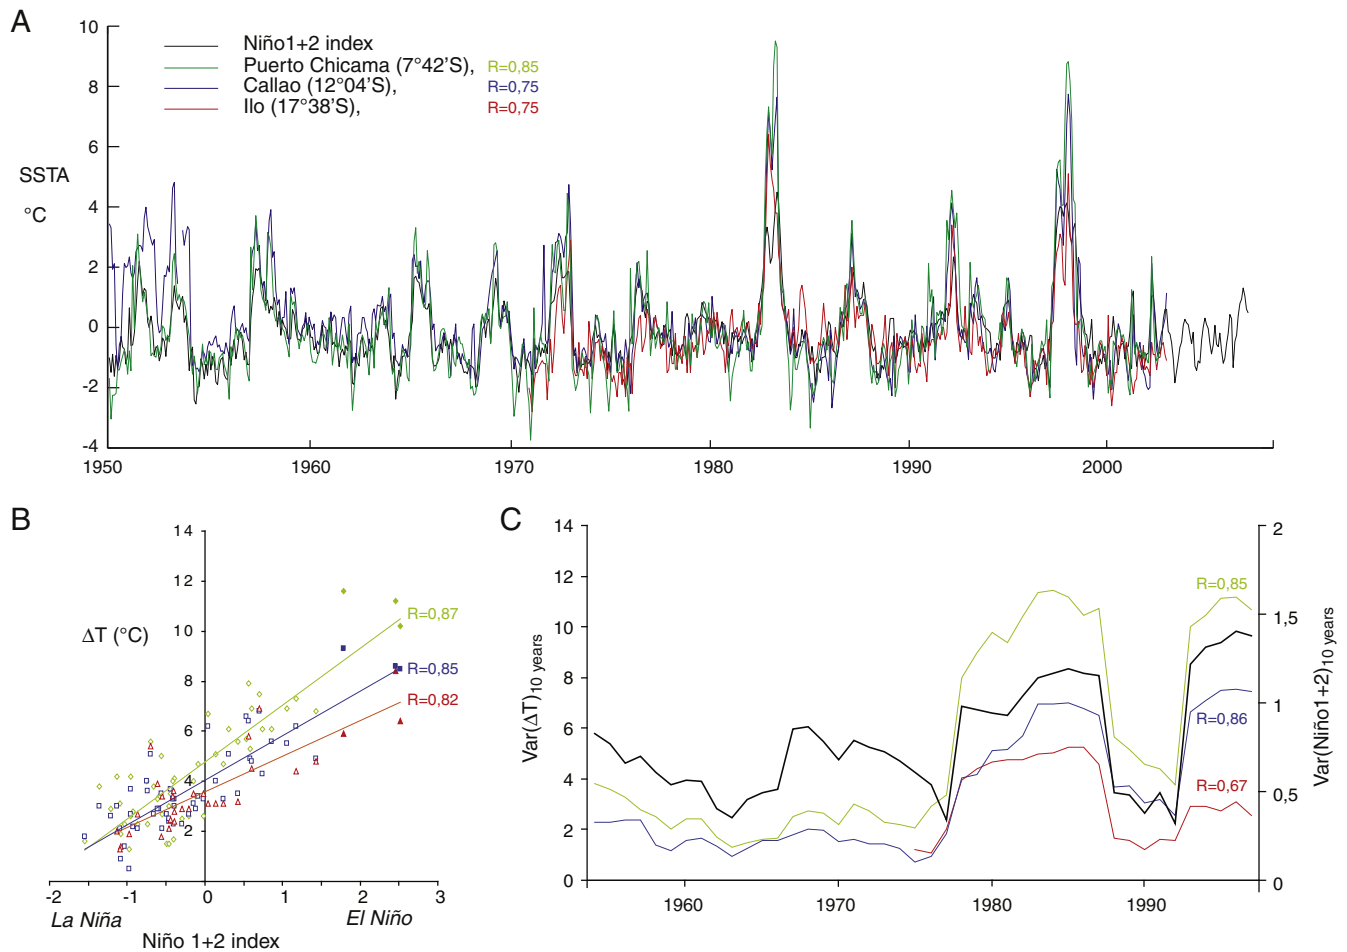 A
10
8
6
4
2
0
-2
-4
SSTA
°C
Niño1+2 index
Puerto Chicama (7°42'S), R=0,85
Callao (12°04'S), R=0,75
Ilo (17°38'S), R=0,75
1950 1960 1970 1980 1990 2000
B
14
12
10
8
6
4
2
ΔT (°C)
R=0,87
R=0,85
R=0,82
-2 -1 0 1 2 3
La Niña El Niño
Niño 1+2 index
C
14
12
10
8
6
4
2
0
Var(ΔT)10 years
2
1,5
1
0,5
0
Var(Niño1+2)10 years
R=0,85
R=0,86
R=0,67
1960 1970 1980 1990